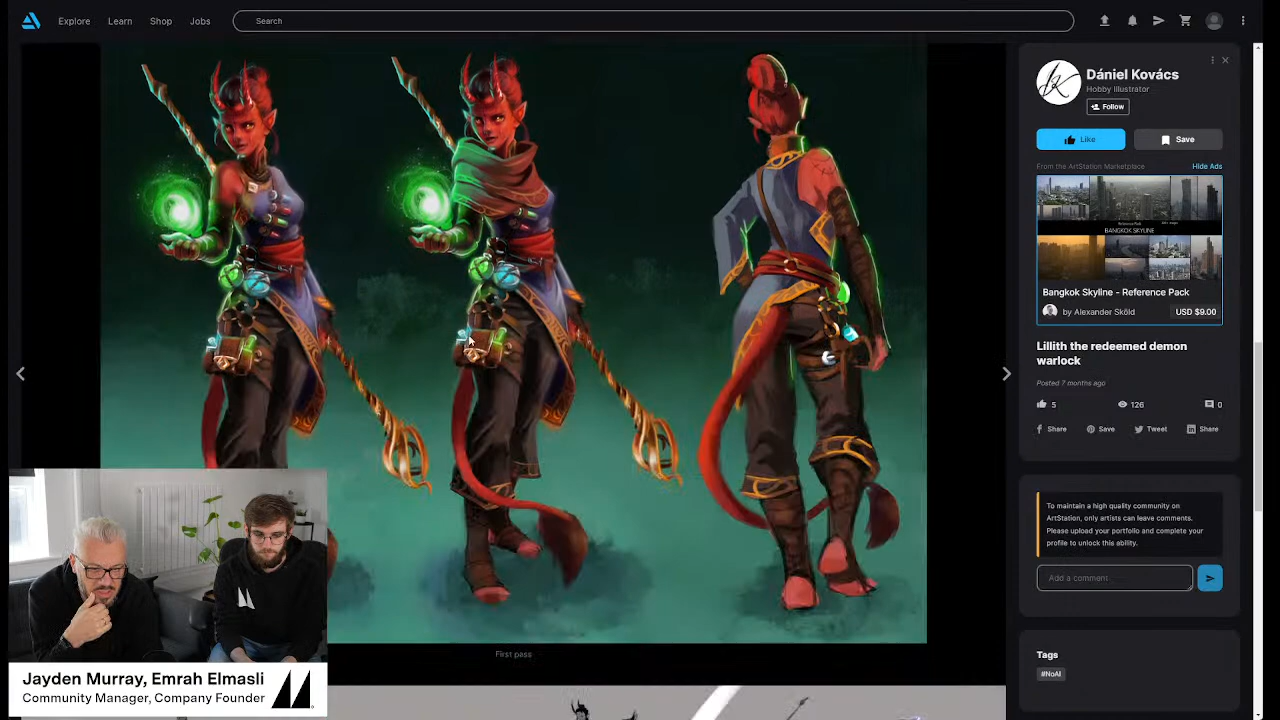 Explore Learn Shop Jobs Search
Dániel Kovács
Hobby Illustrator
Follow
Like Save
From the ArtStation Marketplace Hide Ads
BANGKOK SKYLINE
Bangkok Skyline - Reference Pack
by Alexander Sköld USD $9.00
Lillith the redeemed demon
warlock
Posted 7 months ago
5 126 0
Share Save Tweet Share
To maintain a high quality community on
ArtStation, only artists can leave comments.
Please upload your portfolio and complete your
profile to unlock this ability.
Add a comment
Tags
#NoAI
First pass
Jayden Murray, Emrah Elmasli
Community Manager, Company Founder